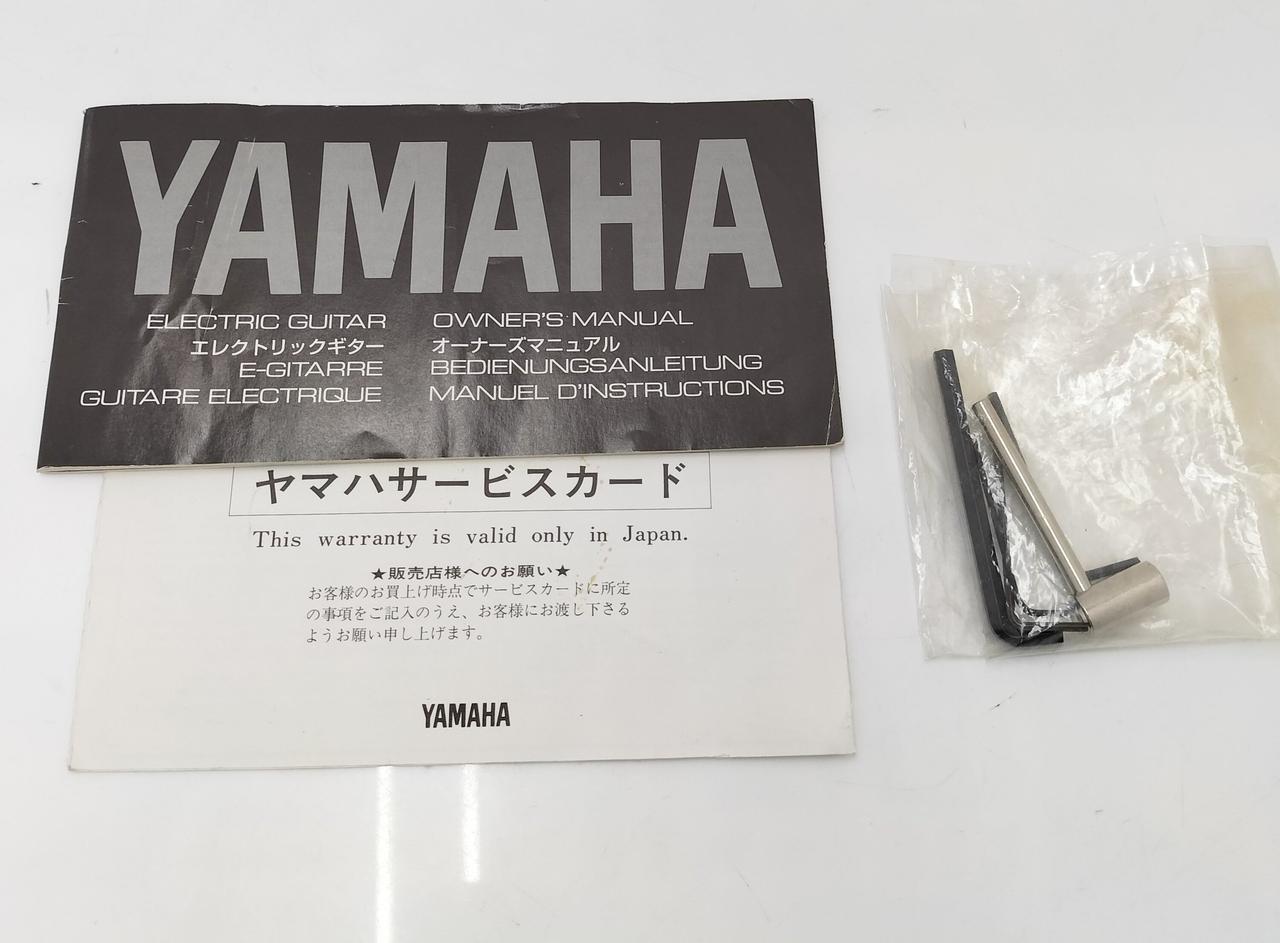 YAMAHA
ELECTRIC GUITAR OWNER'S MANUAL
エレクトリックギター オーナーズマニュアル
E-GITARRE BEDIENUNGSANLEITUNG
GUITARE ELECTRIQUE MANUEL D'INSTRUCTIONS
ヤマハサービスカード
This warranty is valid only in Japan.
★販売店様へのお願い★
お客様のお買上げ時点でサービスカードに所定
の事項をご記入のうえ、お客様にお渡し下さる
ようお願い申し上げます。
YAMAHA